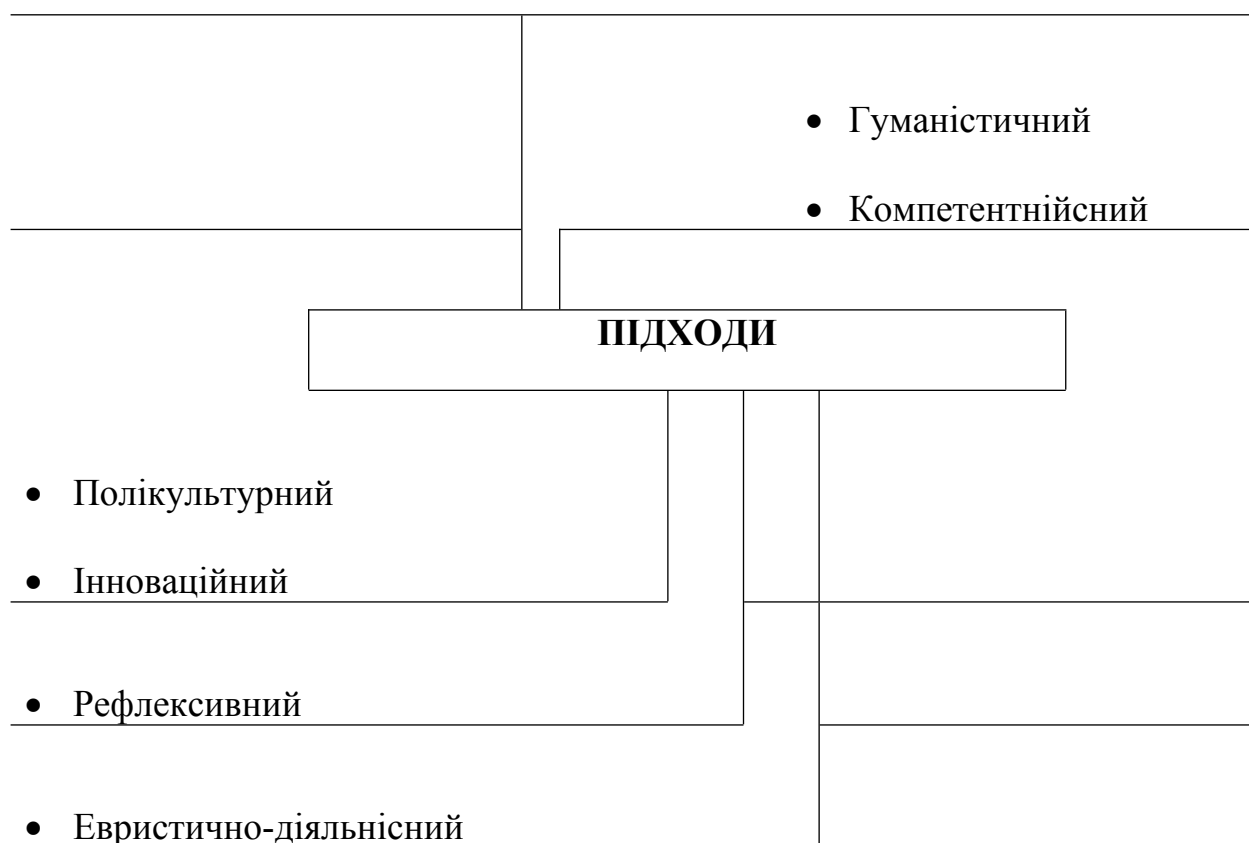 • Гуманістичний
• Компетентнійсний
ПІДХОДИ
• Полікультурний
• Інноваційний
• Рефлексивний
• Евристично-діяльнісний